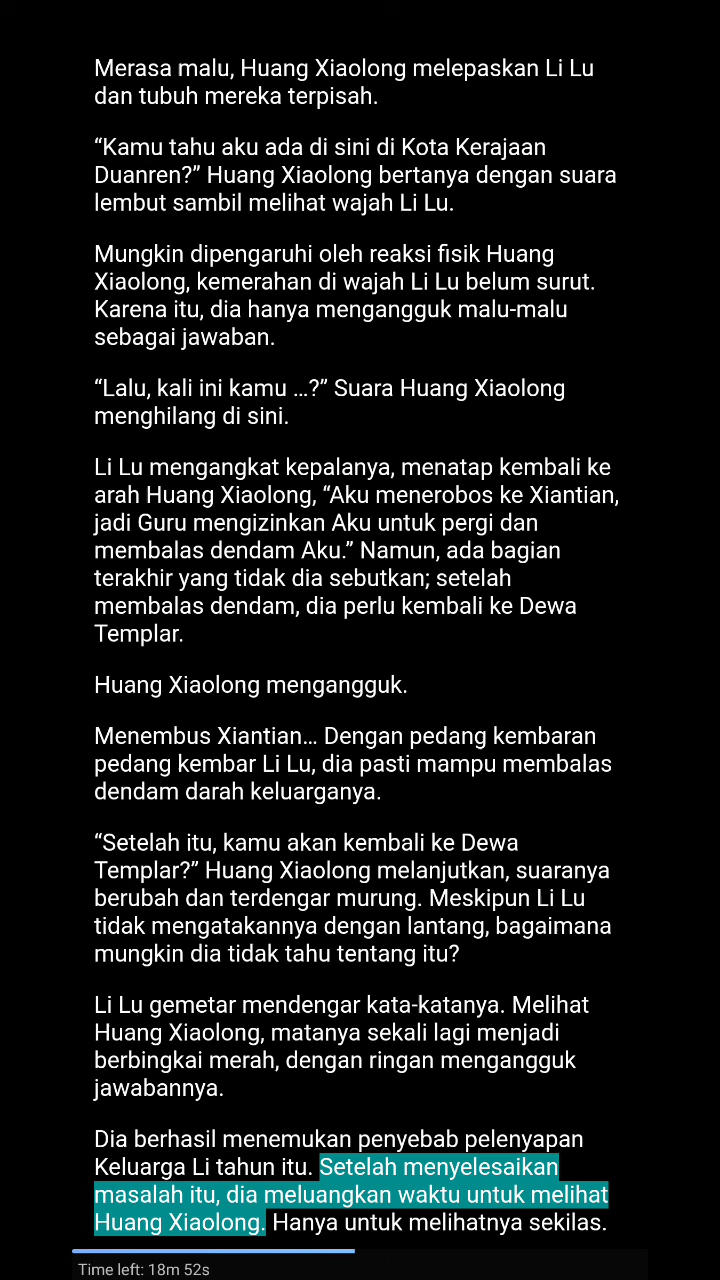 Merasa malu, Huang Xiaolong melepaskan Li Lu
dan tubuh mereka terpisah.
“Kamu tahu aku ada di sini di Kota Kerajaan
Duanren?” Huang Xiaolong bertanya dengan suara
lembut sambil melihat wajah Li Lu.
Mungkin dipengaruhi oleh reaksi fisik Huang
Xiaolong, kemerahan di wajah Li Lu belum surut.
Karena itu, dia hanya mengangguk malu-malu
sebagai jawaban.
“Lalu, kali ini kamu …?” Suara Huang Xiaolong
menghilang di sini.
Li Lu mengangkat kepalanya, menatap kembali ke
arah Huang Xiaolong, “Aku menerobos ke Xiantian,
jadi Guru mengizinkan Aku untuk pergi dan
membalas dendam Aku.” Namun, ada bagian
terakhir yang tidak dia sebutkan; setelah
membalas dendam, dia perlu kembali ke Dewa
Templar.
Huang Xiaolong mengangguk.
Menembus Xiantian… Dengan pedang kembaran
pedang kembar Li Lu, dia pasti mampu membalas
dendam darah keluarganya.
“Setelah itu, kamu akan kembali ke Dewa
Templar?” Huang Xiaolong melanjutkan, suaranya
berubah dan terdengar murung. Meskipun Li Lu
tidak mengatakannya dengan lantang, bagaimana
mungkin dia tidak tahu tentang itu?
Li Lu gemetar mendengar kata-katanya. Melihat
Huang Xiaolong, matanya sekali lagi menjadi
berbingkai merah, dengan ringan mengangguk
jawabannya.
Dia berhasil menemukan penyebab pelenyapan
Keluarga Li tahun itu. Setelah menyelesaikan
masalah itu, dia meluangkan waktu untuk melihat
Huang Xiaolong. Hanya untuk melihatnya sekilas.
Time left: 18m 52s